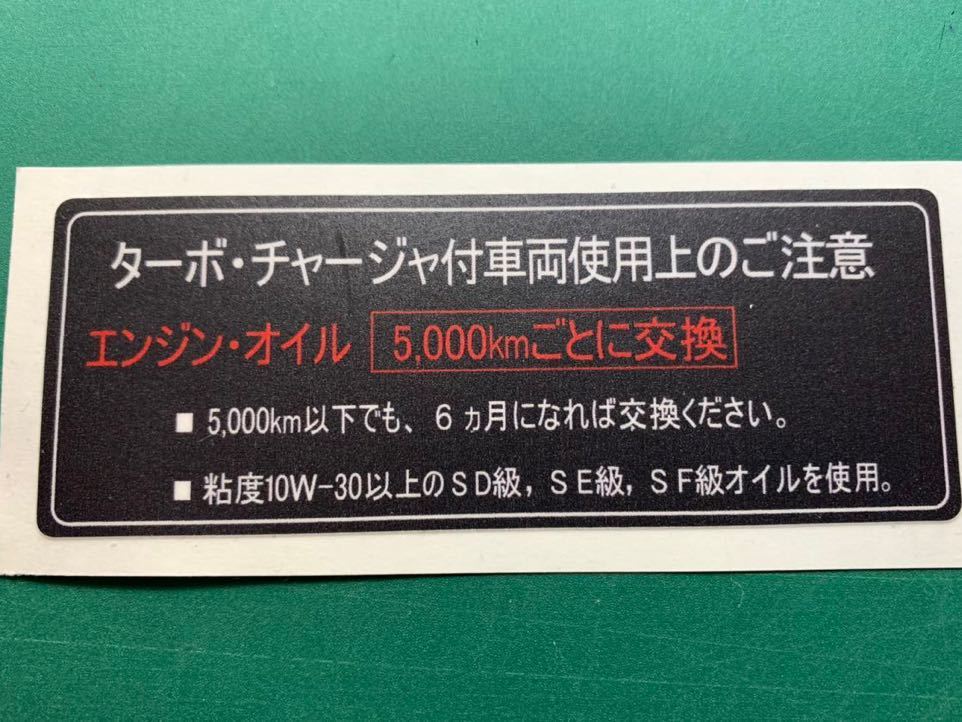 ターボ・チャージャ付車両使用上のご注意
エンジン・オイル 5,000kmごとに交換
■ 5,000km以下でも、6ヵ月になれば交換ください。
■ 粘度10W-30以上のSD級,SE級,SF級オイルを使用。